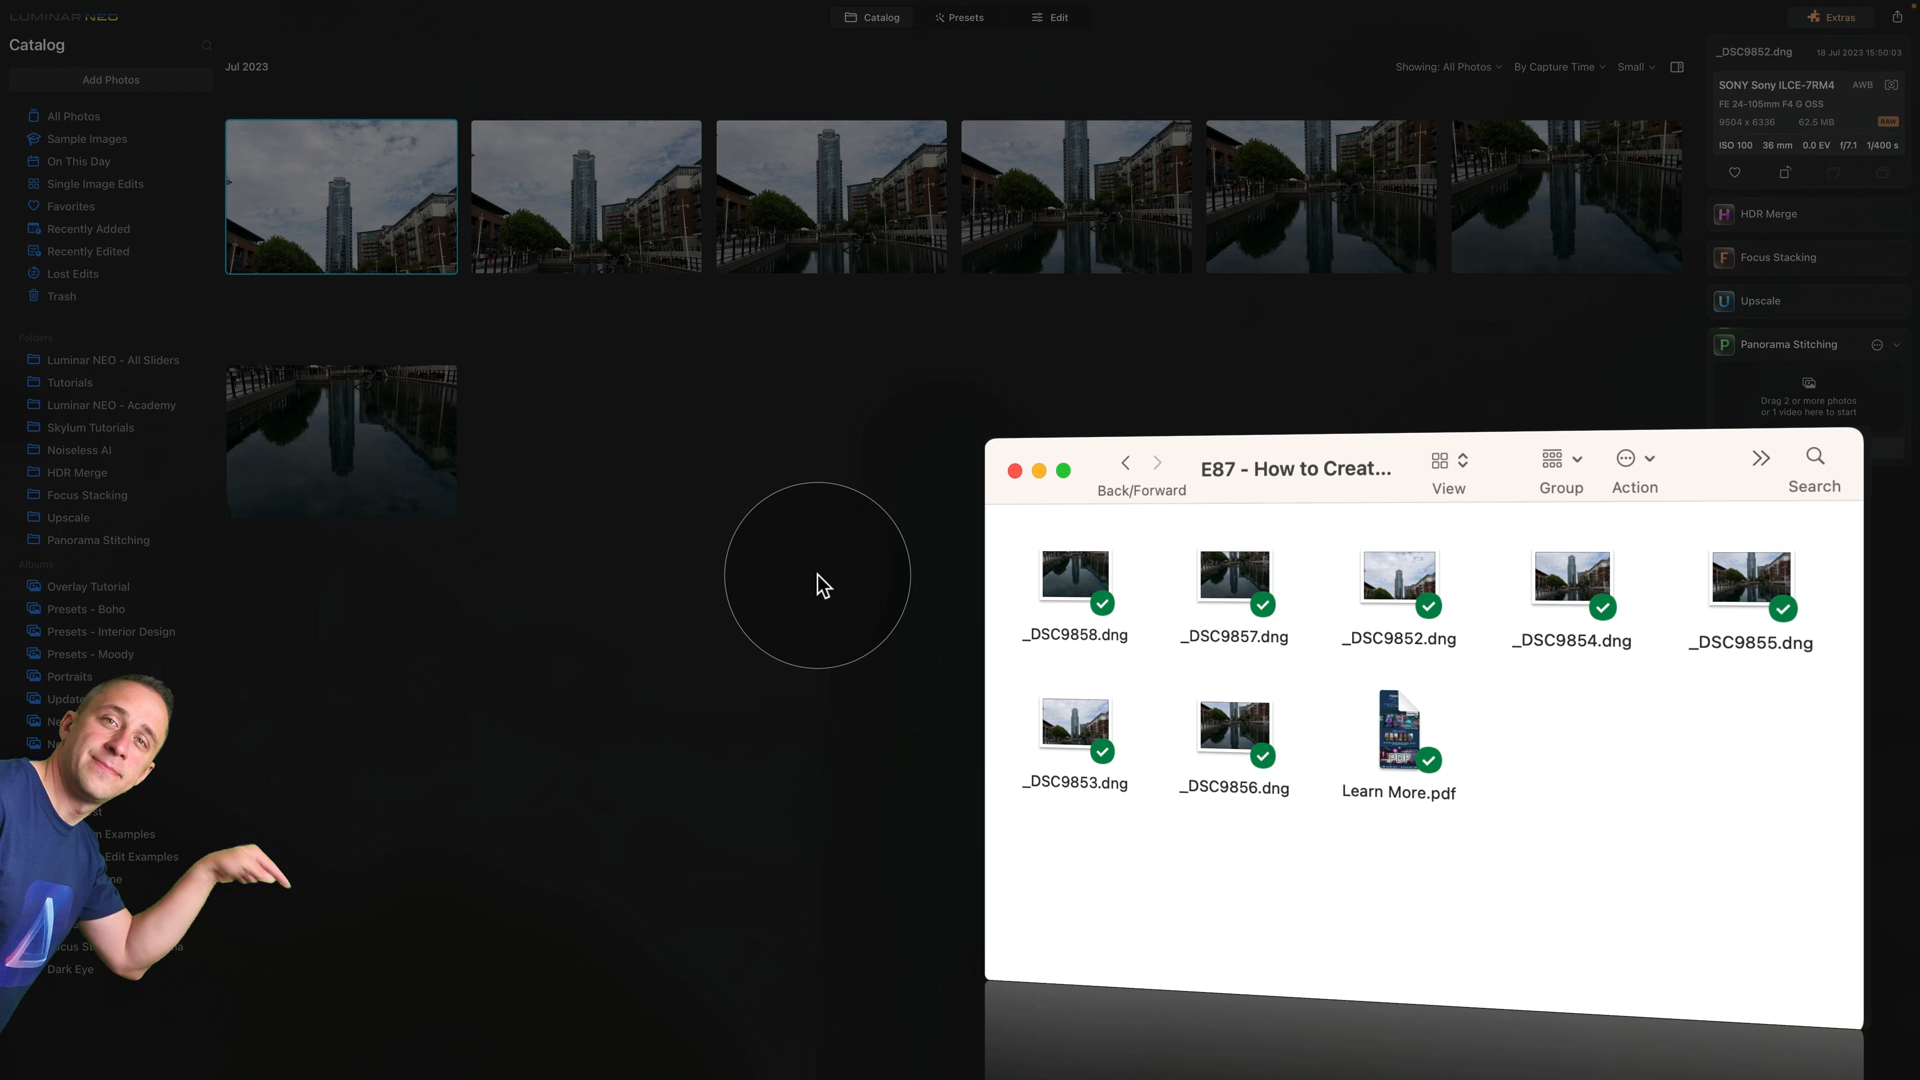 LUMINAR NEO
Catalog
Presets
Edit
Extras
Catalog
Add Photos
All Photos
Sample Images
On This Day
Single Image Edits
Favorites
Recently Added
Recently Edited
Lost Edits
Trash
Folders
Luminar NEO - All Sliders
Tutorials
Luminar NEO - Academy
Skylum Tutorials
Noiseless AI
HDR Merge
Focus Stacking
Upscale
Panorama Stitching
Albums
Overlay Tutorial
Presets - Boho
Presets - Interior Design
Presets - Moody
Portraits
Examples
Edit Examples
Dark Eye
Jul 2023
Showing: All Photos
By Capture Time
Small
_DSC9852.dng
18 Jul 2023 15:50:03
SONY Sony ILCE-7RM4
AWB
FE 24-105mm F4 G OSS
9504 x 6336
62.5 MB
RAW
ISO 100
36 mm
0.0 EV
f/7.1
1/400 s
H
HDR Merge
F
Focus Stacking
U
Upscale
P
Panorama Stitching
Drag 2 or more photos
or 1 video here to start
E87 - How to Creat...
Back/Forward
View
Group
Action
Search
_DSC9858.dng
_DSC9857.dng
_DSC9852.dng
_DSC9854.dng
_DSC9855.dng
_DSC9853.dng
_DSC9856.dng
PDF
Learn More.pdf